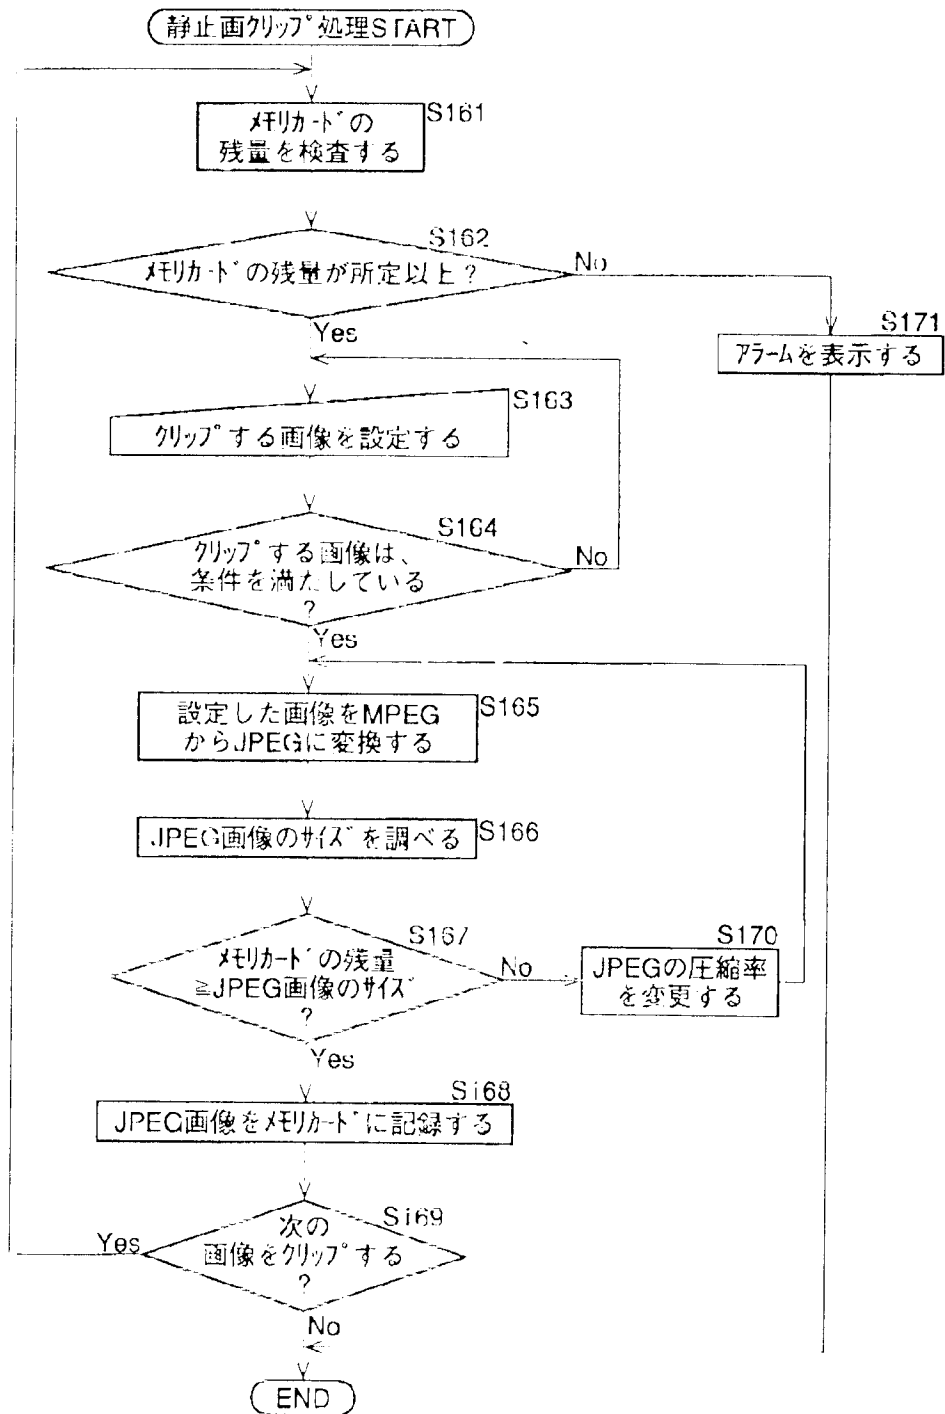 静止画ｸﾘｯﾌﾟ処理START
S161
ﾒﾓﾘｶｰﾄﾞの
残量を検査する
S162
ﾒﾓﾘｶｰﾄﾞの残量が所定以上?
No
Yes
S171
ｱﾗｰﾑを表示する
S163
ｸﾘｯﾌﾟする画像を設定する
S164
ｸﾘｯﾌﾟする画像は、
条件を満たしている
?
No
Yes
S165
設定した画像をMPEG
からJPEGに変換する
S166
JPEG画像のｻｲｽﾞを調べる
S167
ﾒﾓﾘｶｰﾄﾞの残量
≧JPEG画像のｻｲｽﾞ
?
No
Yes
S170
JPEGの圧縮率
を変更する
S168
JPEG画像をﾒﾓﾘｶｰﾄﾞに記録する
S169
次の
画像をｸﾘｯﾌﾟする
?
Yes
No
END